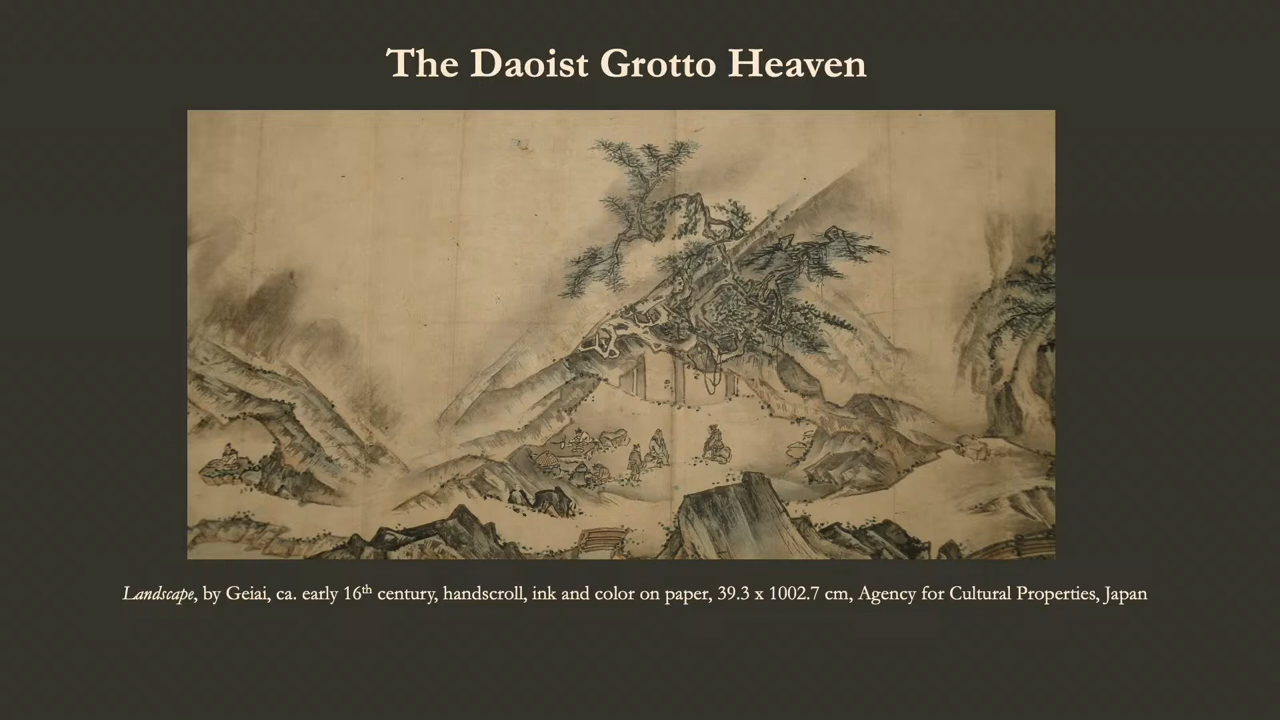 The Daoist Grotto Heaven
Landscape, by Geiai, ca. early 16th century, handscroll, ink and color on paper, 39.3 x 1002.7 cm, Agency for Cultural Properties, Japan